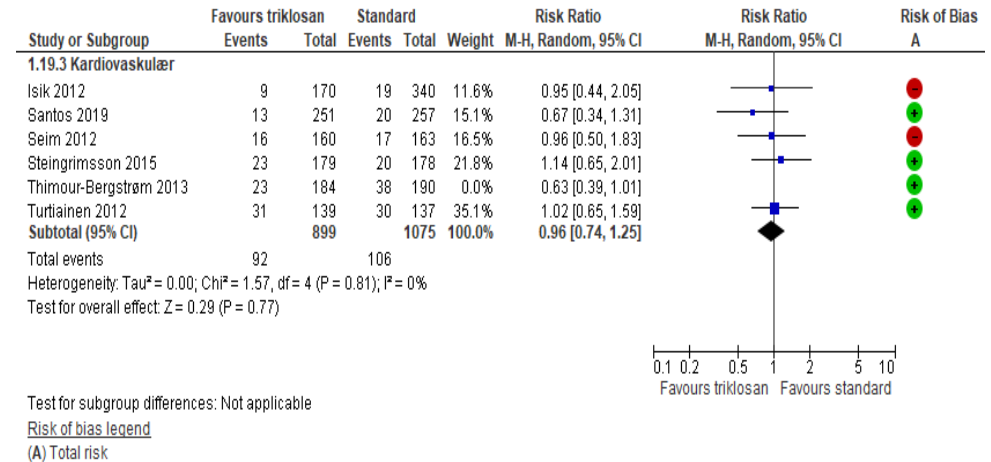 Favours triklosan Standard Risk Ratio Risk Ratio Risk of Bias
Study or Subgroup Events Total Events Total Weight M-H, Random, 95% CI M-H, Random, 95% CI A
1.19.3 Kardiovaskulær
Isik 2012 9 170 19 340 11.6% 0.95 [0.44, 2.05]
Santos 2019 13 251 20 257 15.1% 0.67 [0.34, 1.31]
Seim 2012 16 160 17 163 16.5% 0.96 [0.50, 1.83]
Steingrimsson 2015 23 179 20 178 21.8% 1.14 [0.65, 2.01]
Thimour-Bergstrøm 2013 23 184 38 190 0.0% 0.63 [0.39, 1.01]
Turtiainen 2012 31 139 30 137 35.1% 1.02 [0.65, 1.59]
Subtotal (95% CI) 899 1075 100.0% 0.96 [0.74, 1.25]
Total events 92 106
Heterogeneity: Tau² = 0.00; Chi² = 1.57, df = 4 (P = 0.81); I² = 0%
Test for overall effect: Z = 0.29 (P = 0.77)
0.1 0.2 0.5 1 2 5 10
Favours triklosan Favours standard
Test for subgroup differences: Not applicable
Risk of bias legend
(A) Total risk